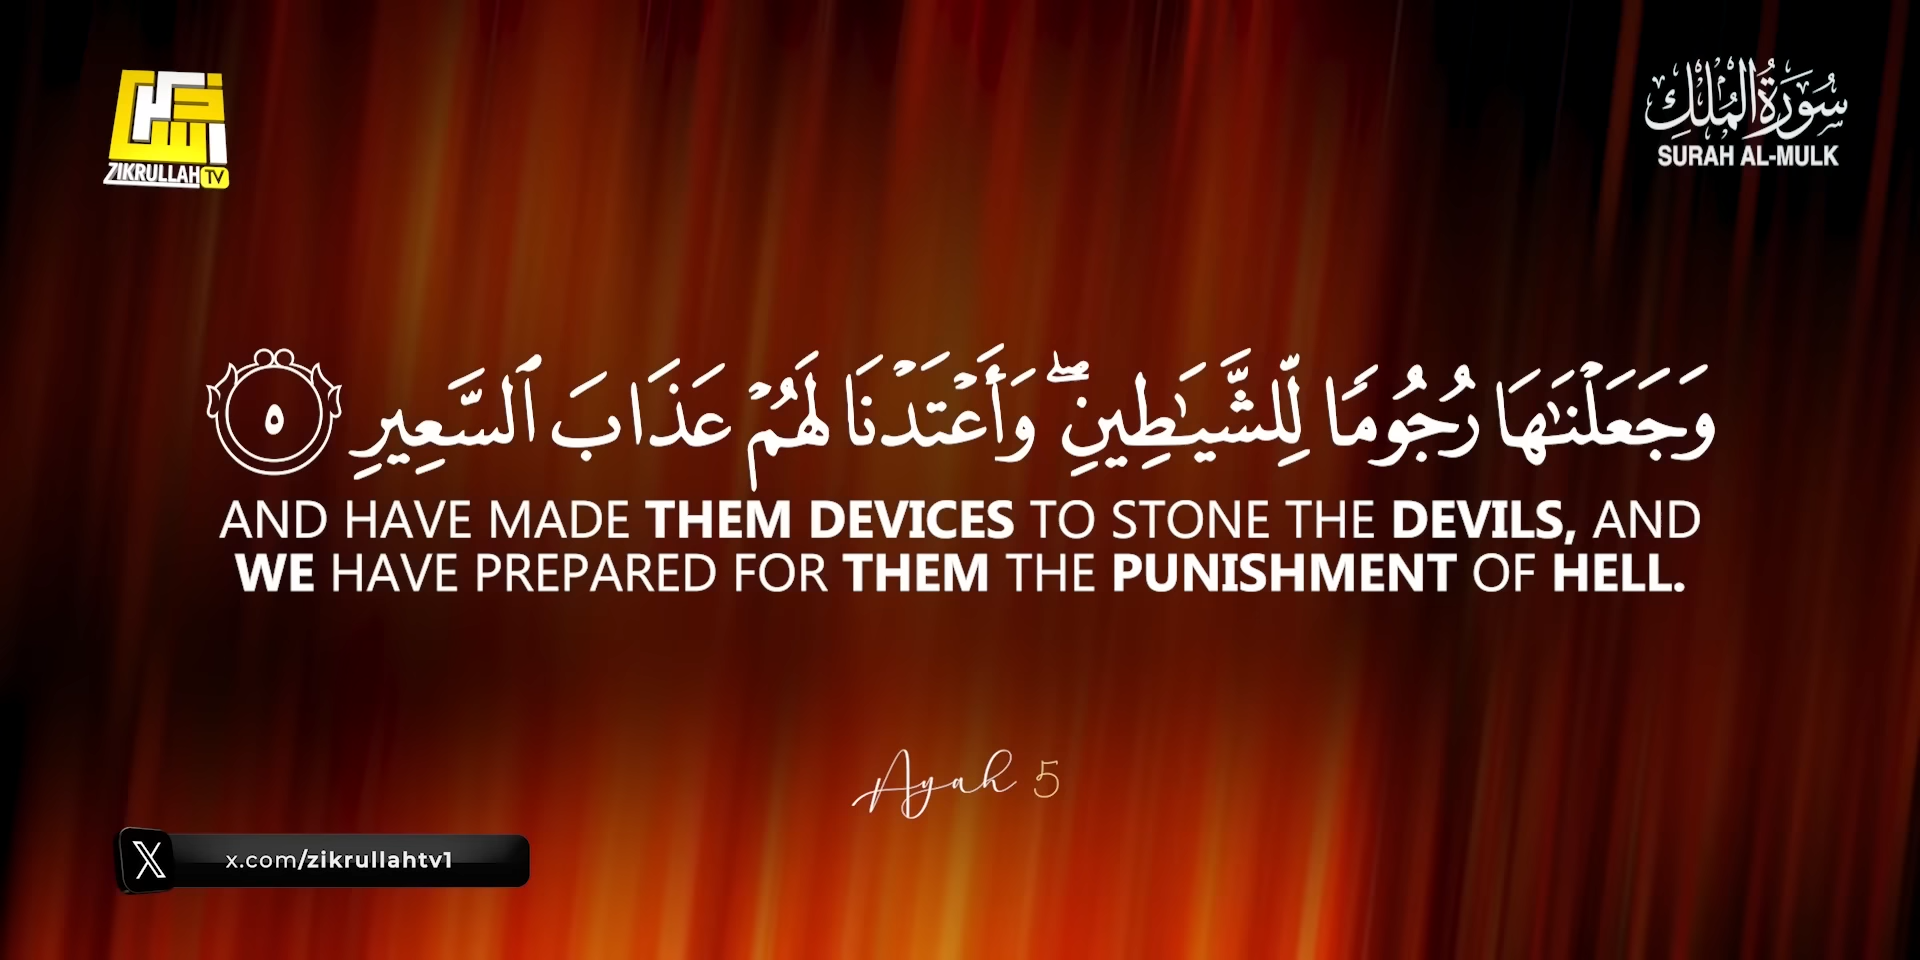 ZIKRULLAH TV
سُورَةُ الْمُلْكِ
SURAH AL-MULK
وَجَعَلْنَٰهَا رُجُومًا لِّلشَّيَٰطِينِ ۖ وَأَعْتَدْنَا لَهُمْ عَذَابَ ٱلسَّعِيرِ ٥
AND HAVE MADE THEM DEVICES TO STONE THE DEVILS, AND
WE HAVE PREPARED FOR THEM THE PUNISHMENT OF HELL.
Ayah 5
x.com/zikrullahtv1